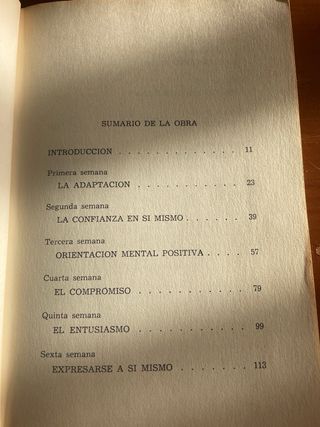 SUMARIO DE LA OBRA
INTRODUCCION . . . . . . . . . . . . . 11
Primera semana
LA ADAPTACION . . . . . . . . . . . 23
Segunda semana
LA CONFIANZA EN SI MISMO . . . . . . 39
Tercera semana
ORIENTACION MENTAL POSITIVA . . . . 57
Cuarta semana
EL COMPROMISO . . . . . . . . . . . 79
Quinta semana
EL ENTUSIASMO . . . . . . . . . . . 99
Sexta semana
EXPRESARSE A SI MISMO . . . . . . . 113